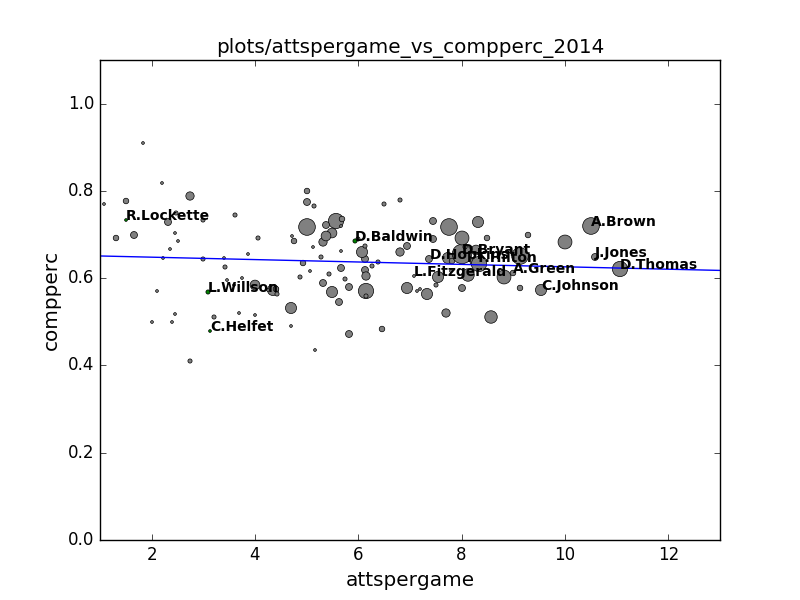 plots/attspergame_vs_compperc_2014
1.0
0.8
R.Lockette
A.Brown
D.Baldwin
D.Bryant
J.Jones
D.Hopkins
T.Hilton
D.Thomas
L.Fitzgerald
A.Green
0.6
L.Willson
C.Johnson
C.Helfet
compperc
0.4
0.2
0.0
2 4 6 8 10 12
attspergame